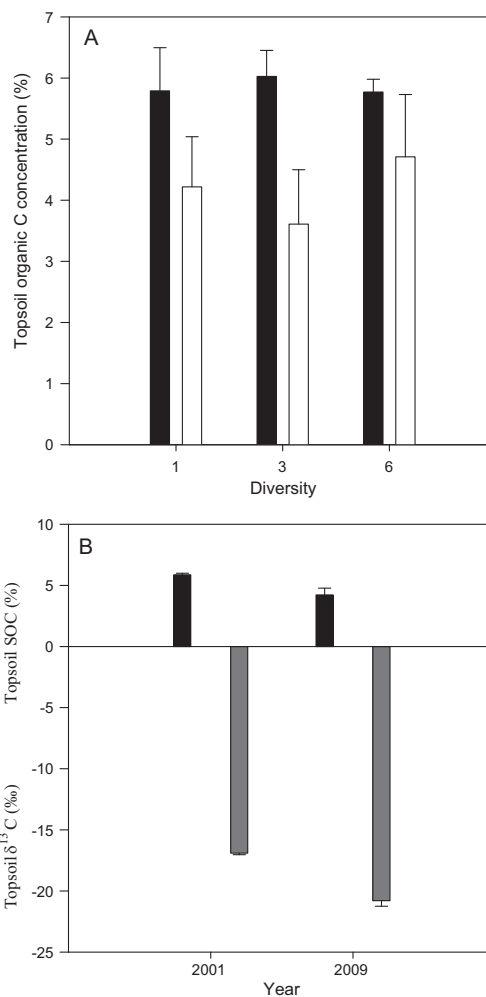 A
Topsoil organic C concentration (%)
7
6
5
4
3
2
1
0
1 3 6
Diversity
B
Topsoil SOC (%)
Topsoil δ¹³C (‰)
10
5
0
-5
-10
-15
-20
-25
2001 2009
Year